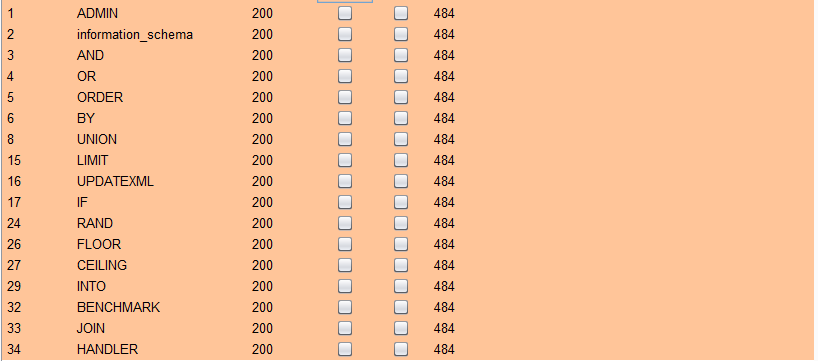 1 ADMIN 200 484
2 information_schema 200 484
3 AND 200 484
4 OR 200 484
5 ORDER 200 484
6 BY 200 484
8 UNION 200 484
15 LIMIT 200 484
16 UPDATEXML 200 484
17 IF 200 484
24 RAND 200 484
26 FLOOR 200 484
27 CEILING 200 484
29 INTO 200 484
32 BENCHMARK 200 484
33 JOIN 200 484
34 HANDLER 200 484